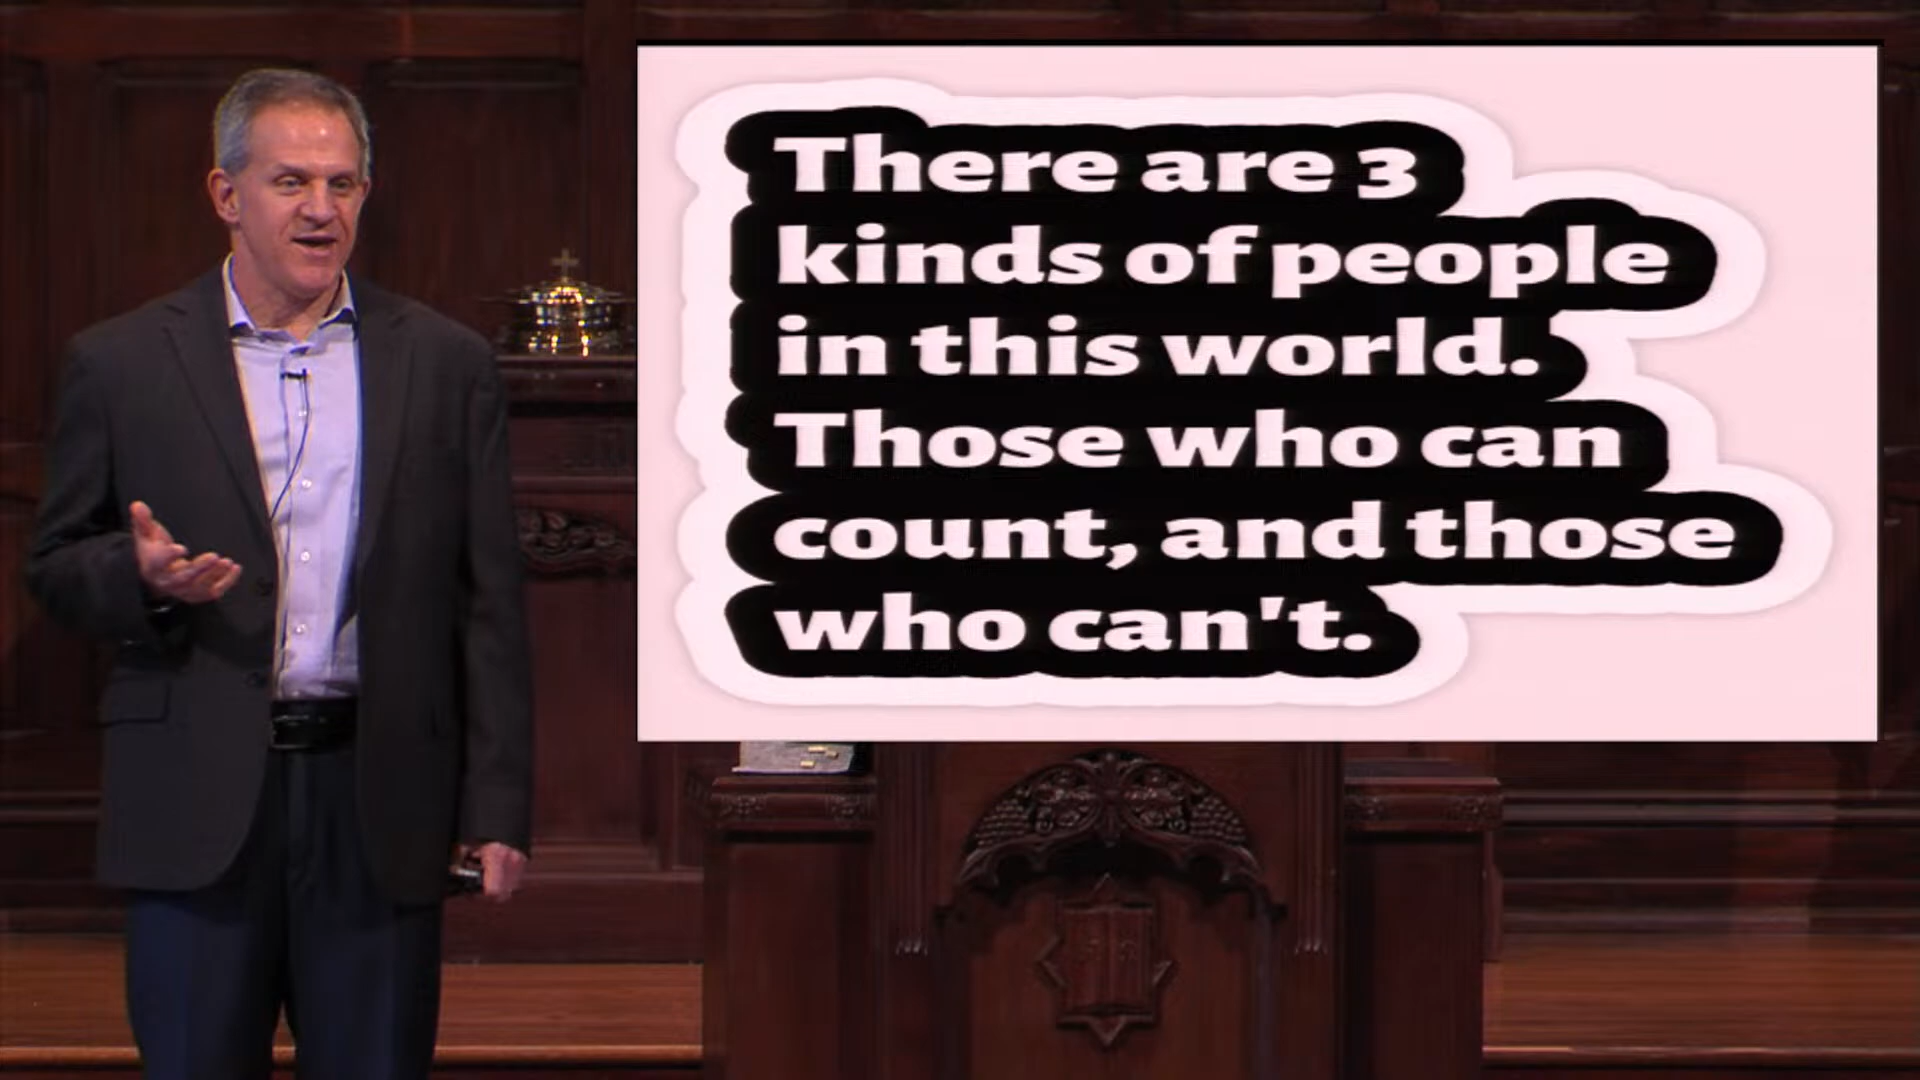 There are 3
kinds of people
in this world.
Those who can
count, and those
who can't.